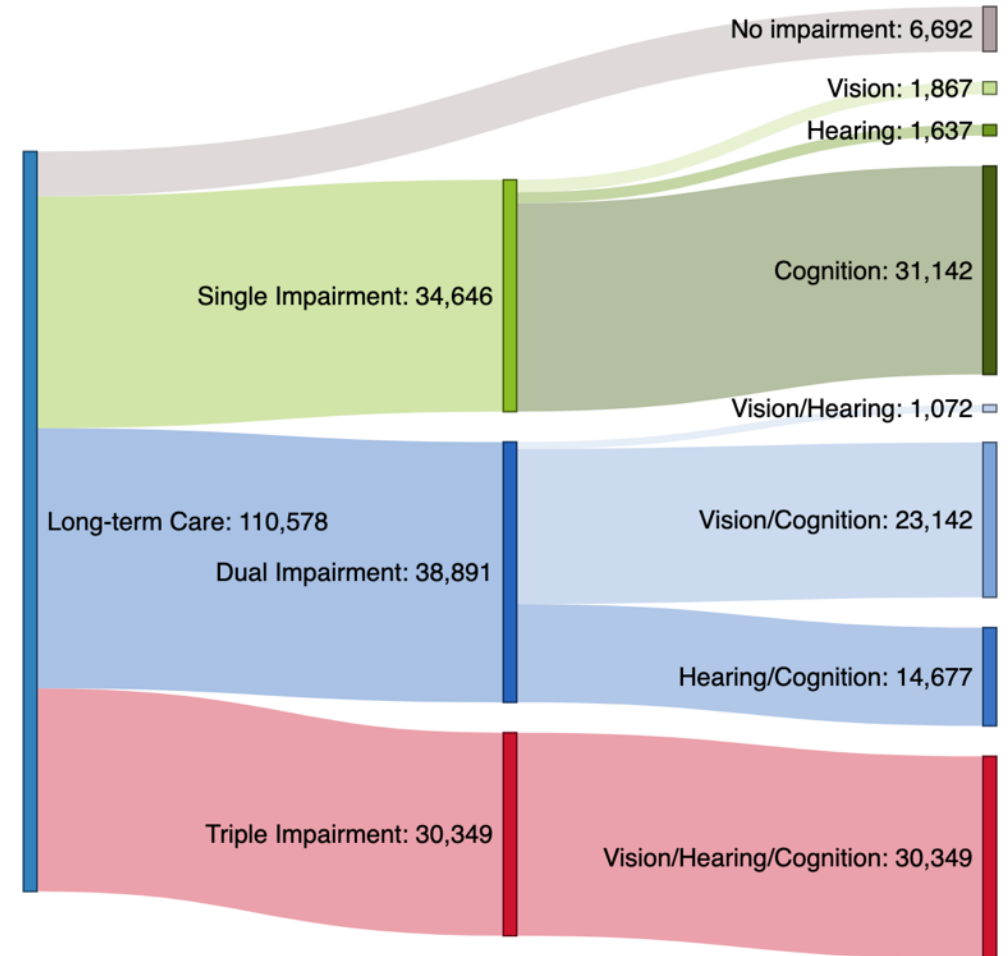 No impairment: 6,692
Vision: 1,867
Hearing: 1,637
Cognition: 31,142
Single Impairment: 34,646
Vision/Hearing: 1,072
Vision/Cognition: 23,142
Long-term Care: 110,578
Dual Impairment: 38,891
Hearing/Cognition: 14,677
Triple Impairment: 30,349
Vision/Hearing/Cognition: 30,349